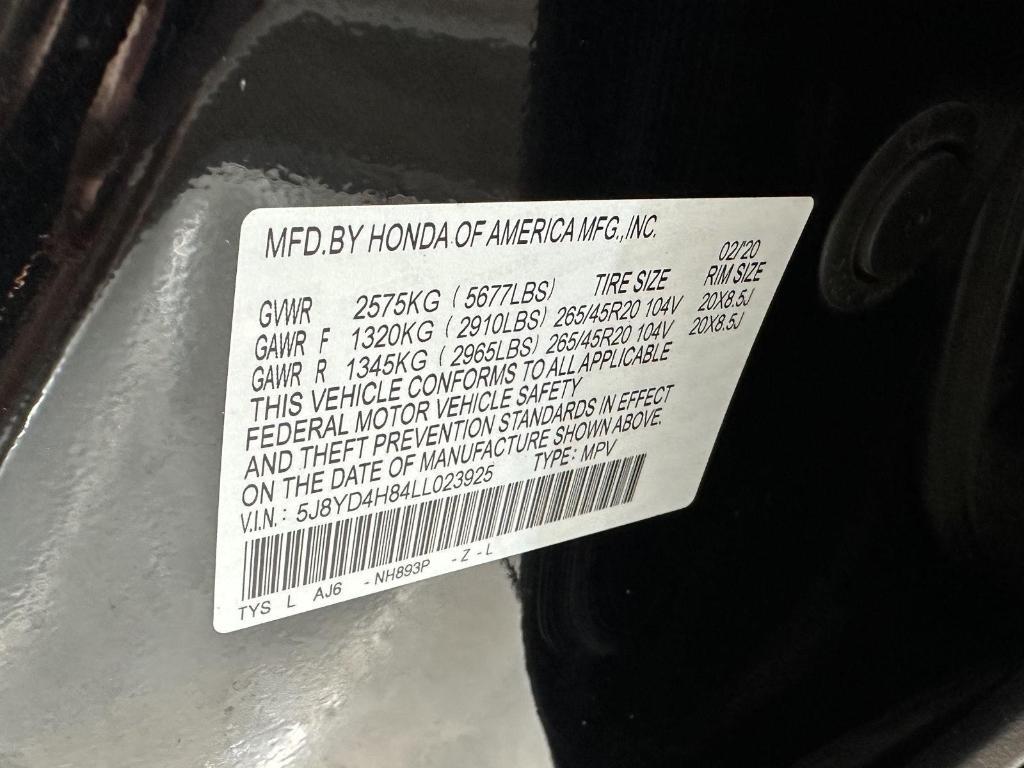 MFD.BY HONDA OF AMERICA MFG.,INC.
02/'20
GVWR 2575KG (5677LBS) TIRE SIZE RIM SIZE
GAWR F 1320KG (2910LBS) 265/45R20 104V 20X8.5J
GAWR R 1345KG (2965LBS) 265/45R20 104V 20X8.5J
THIS VEHICLE CONFORMS TO ALL APPLICABLE
FEDERAL MOTOR VEHICLE SAFETY
AND THEFT PREVENTION STANDARDS IN EFFECT
ON THE DATE OF MANUFACTURE SHOWN ABOVE.
V.I.N.: 5J8YD4H84LL023925 TYPE: MPV
TYS L AJ6 -NH893P -Z-L